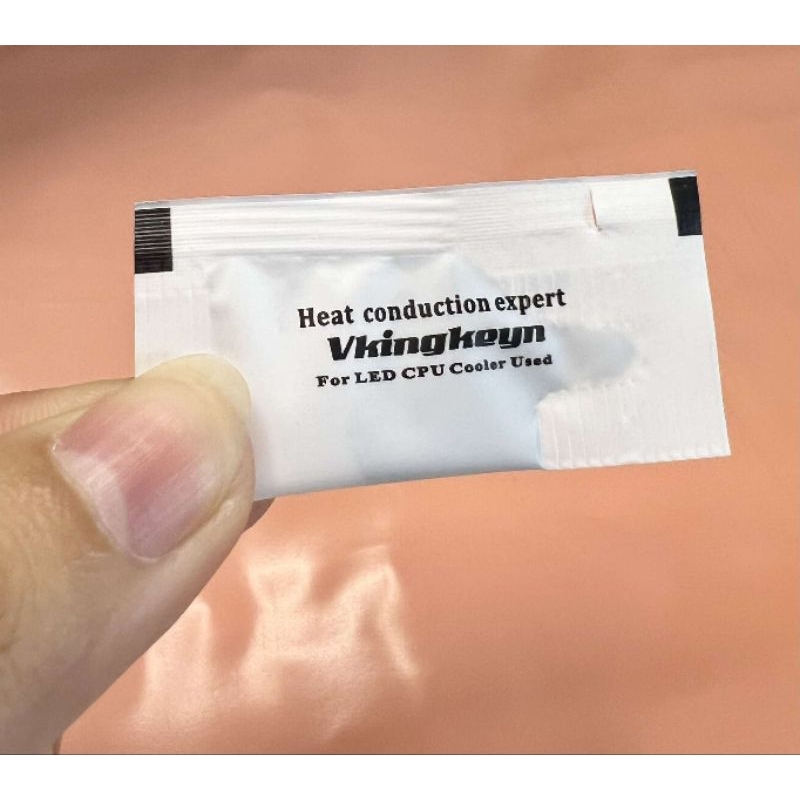 Heat conduction expert
Vkingkeyn
For LED CPU Cooler Used